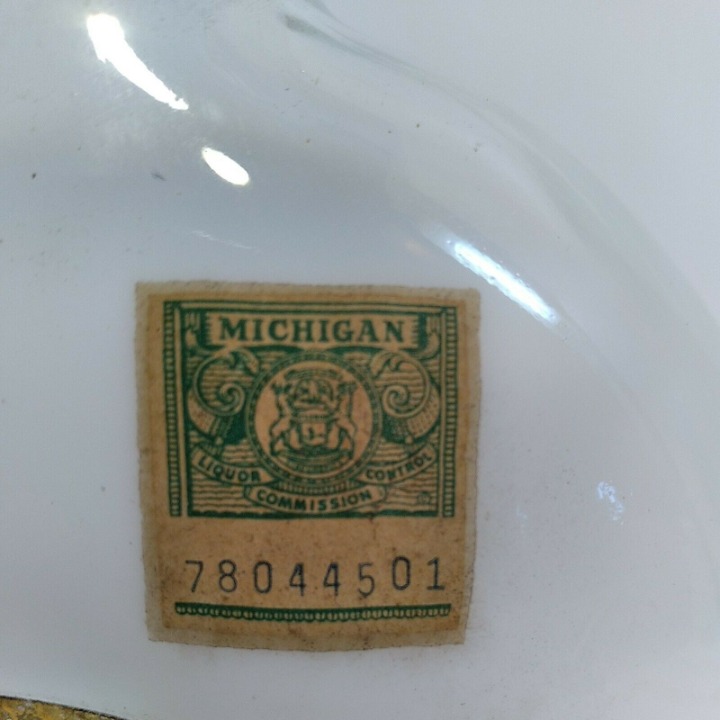 MICHIGAN
LIQUOR CONTROL
COMMISSION
78044501